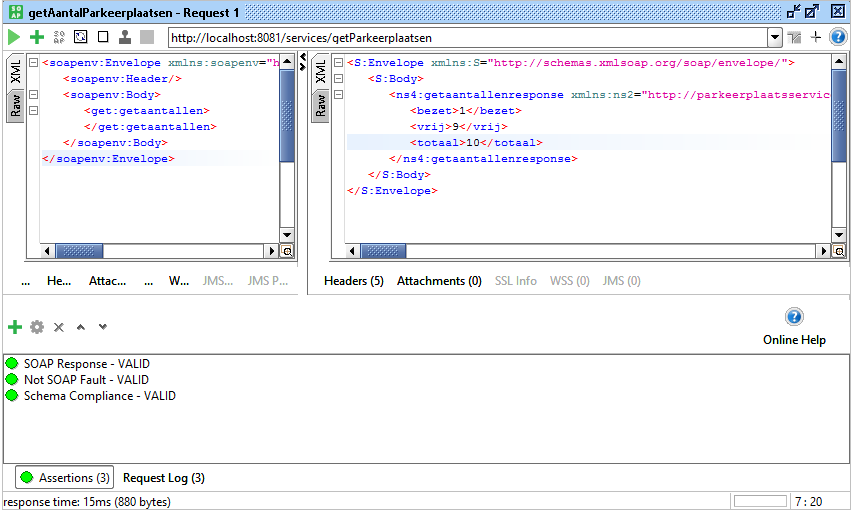 getAantalParkeerplaatsen - Request 1
http://localhost:8081/services/getParkeerplaatsen
XML
Raw
<soapenv:Envelope xmlns:soapenv="h
<soapenv:Header/>
<soapenv:Body>
<get:getaantallen>
</get:getaantallen>
</soapenv:Body>
</soapenv:Envelope>
XML
Raw
<S:Envelope xmlns:S="http://schemas.xmlsoap.org/soap/envelope/">
<S:Body>
<ns4:getaantallenresponse xmlns:ns2="http://parkeerplaatsservic
<bezet>1</bezet>
<vrij>9</vrij>
<totaal>10</totaal>
</ns4:getaantallenresponse>
</S:Body>
</S:Envelope>
... He... Attac... ... W... JMS... JMS P...
Headers (5) Attachments (0) SSL Info WSS (0) JMS (0)
Online Help
SOAP Response - VALID
Not SOAP Fault - VALID
Schema Compliance - VALID
Assertions (3) Request Log (3)
response time: 15ms (880 bytes)
7 : 20